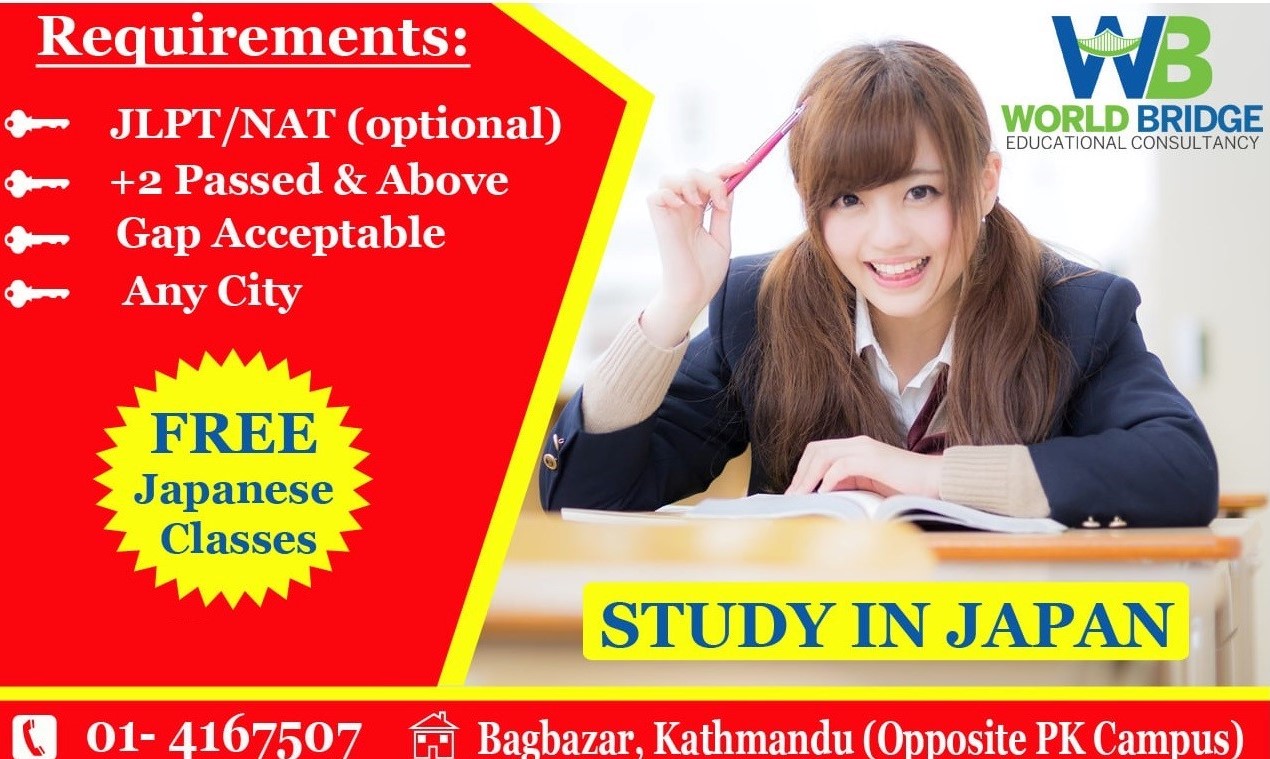 Requirements:
JLPT/NAT (optional)
+2 Passed & Above
Gap Acceptable
Any City
FREE
Japanese
Classes
WB
WORLD BRIDGE
EDUCATIONAL CONSULTANCY
STUDY IN JAPAN
01- 4167507
Bagbazar, Kathmandu (Opposite PK Campus)